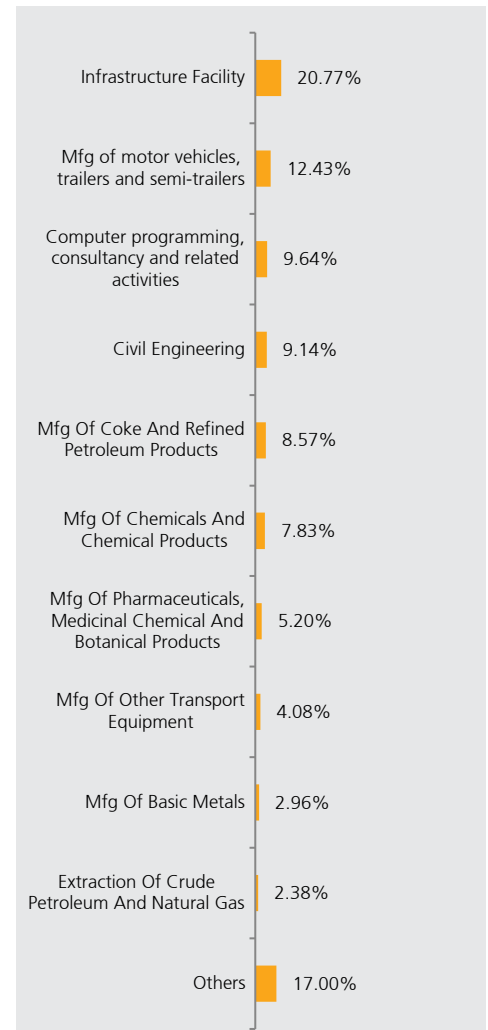 Infrastructure Facility 20.77%
Mfg of motor vehicles,
trailers and semi-trailers 12.43%
Computer programming,
consultancy and related 9.64%
activities
Civil Engineering 9.14%
Mfg Of Coke And Refined
Petroleum Products 8.57%
Mfg Of Chemicals And
Chemical Products 7.83%
Mfg Of Pharmaceuticals,
Medicinal Chemical And 5.20%
Botanical Products
Mfg Of Other Transport
Equipment 4.08%
Mfg Of Basic Metals 2.96%
Extraction Of Crude
Petroleum And Natural Gas 2.38%
Others 17.00%